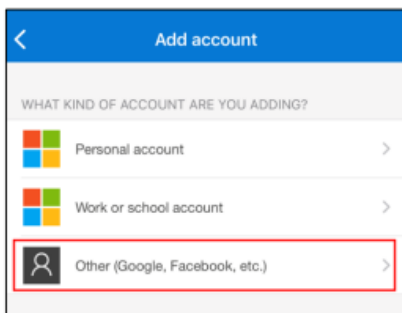 Add account
WHAT KIND OF ACCOUNT ARE YOU ADDING?
Personal account
Work or school account
Other (Google, Facebook, etc.)